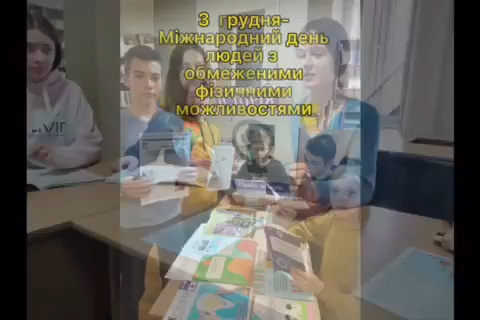 3 грудня-
Міжнародний день
людей з
обмеженими
фізичними
можливостями